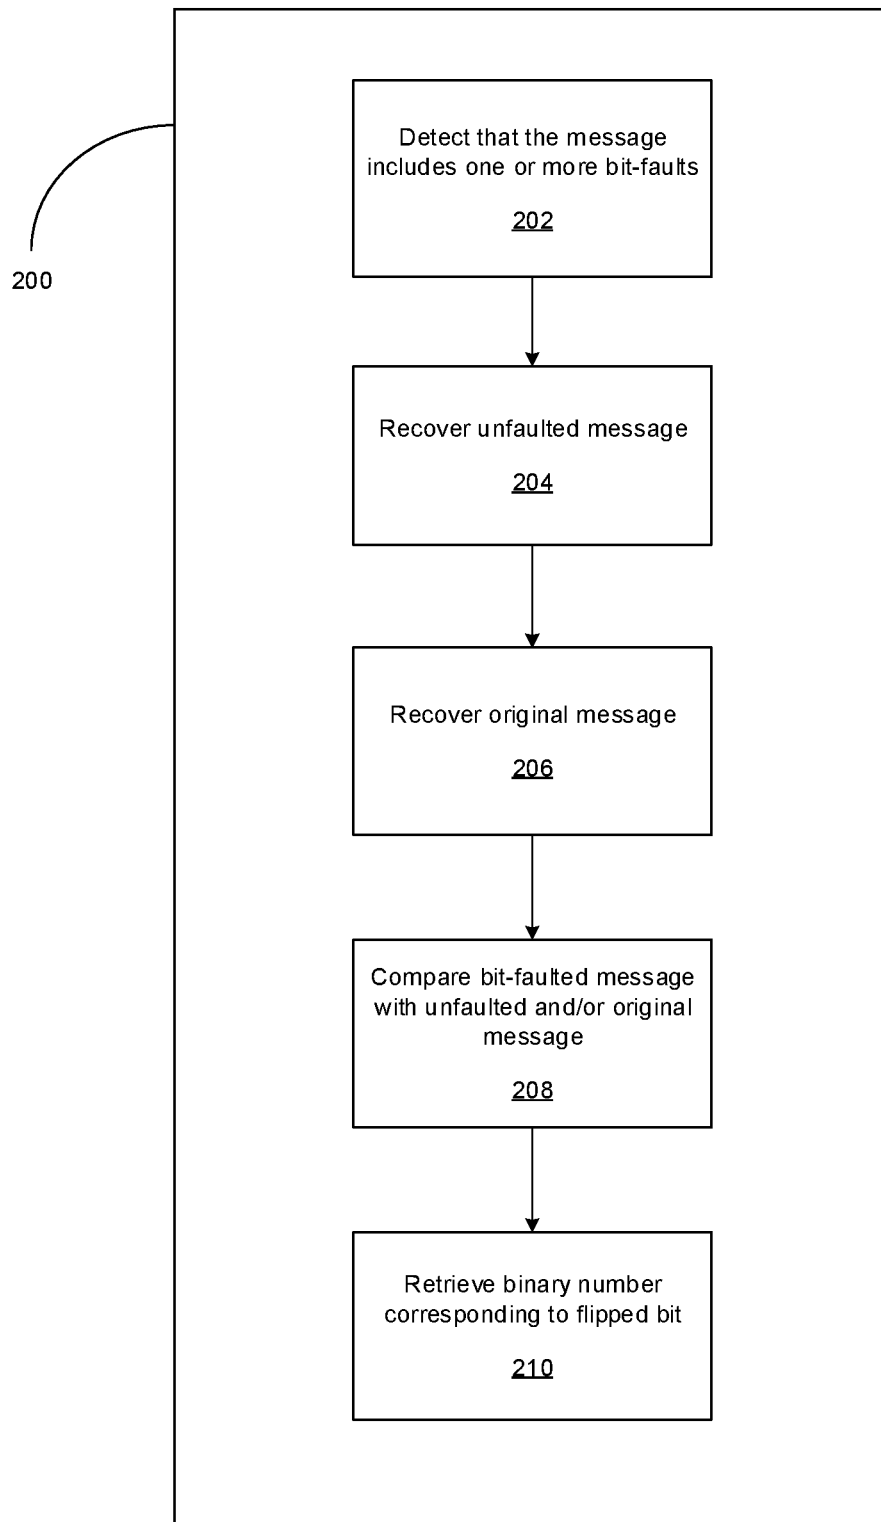 Detect that the message
includes one or more bit-faults
202
200
Recover unfaulted message
204
Recover original message
206
Compare bit-faulted message
with unfaulted and/or original
message
208
Retrieve binary number
corresponding to flipped bit
210